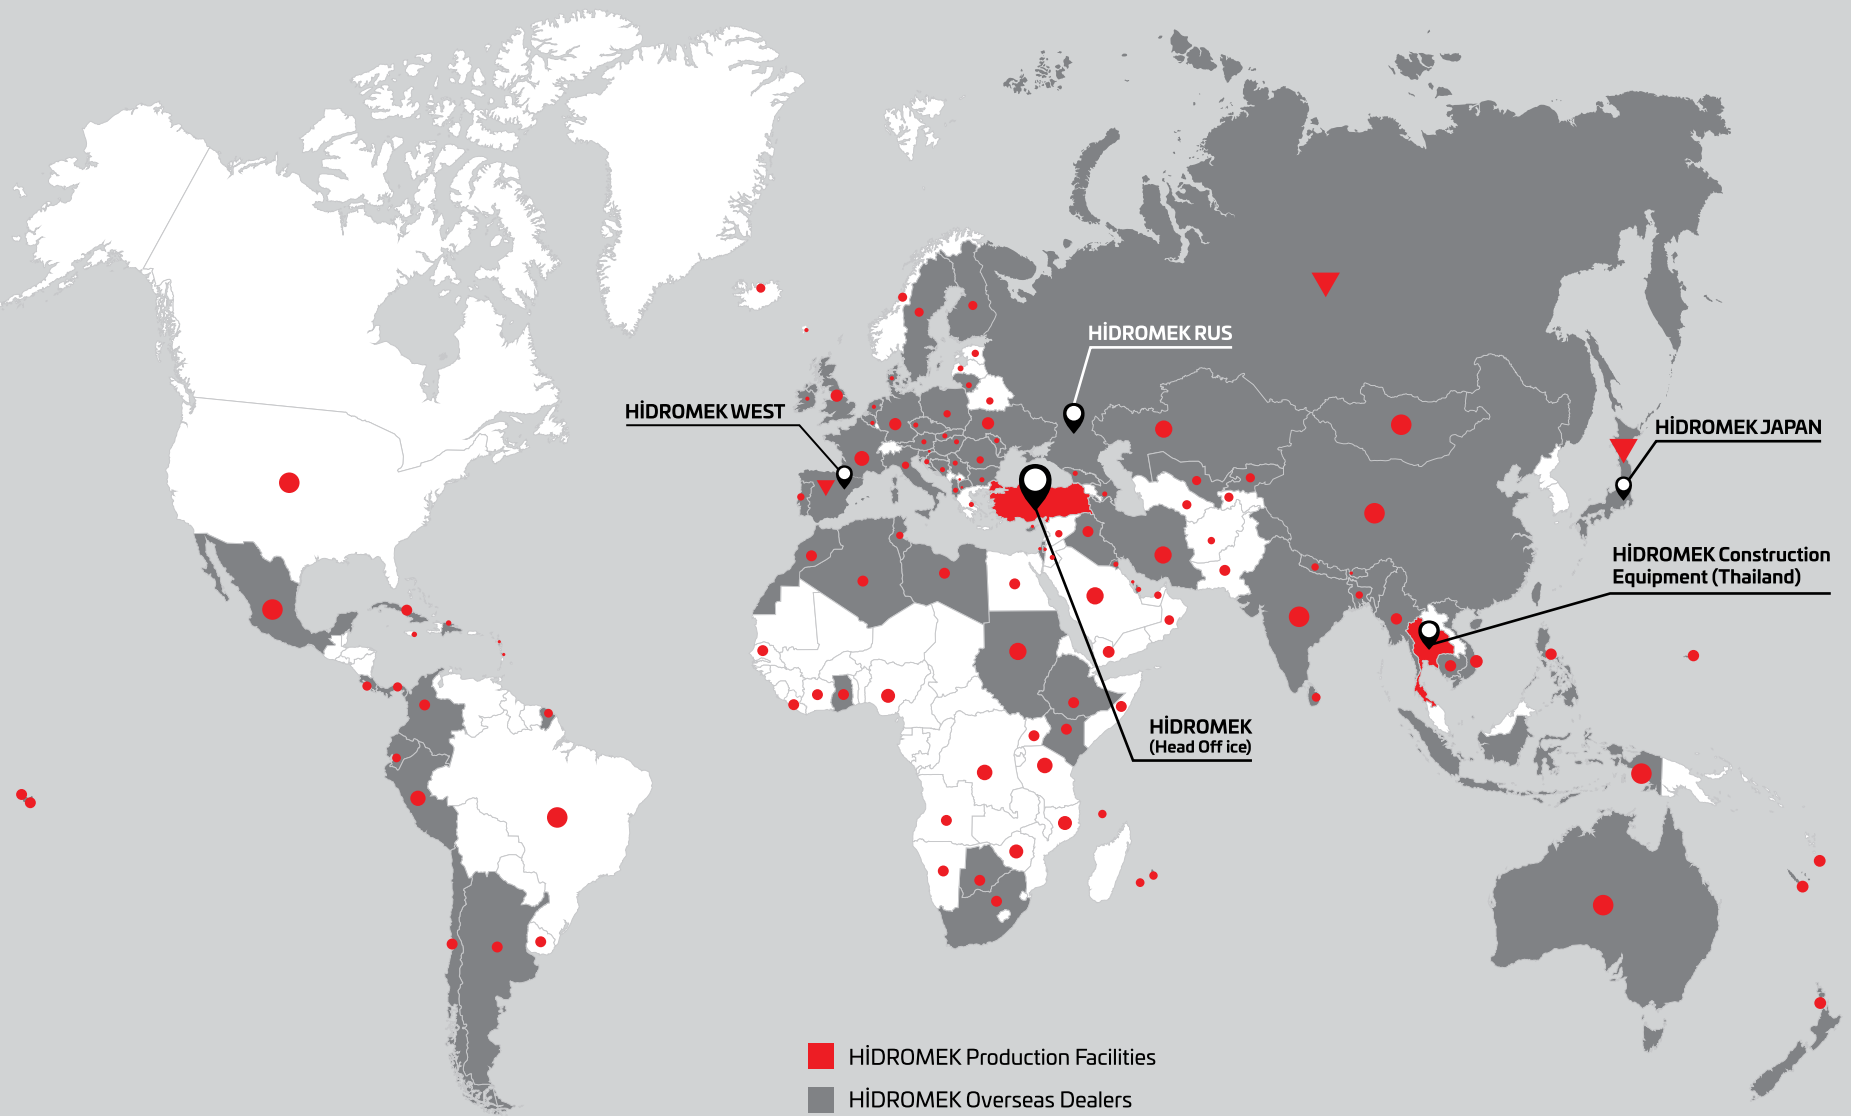 HİDROMEK RUS
HİDROMEK WEST
HİDROMEK JAPAN
HİDROMEK Construction
Equipment (Thailand)
HİDROMEK
(Head Off ice)
HİDROMEK Production Facilities
HİDROMEK Overseas Dealers